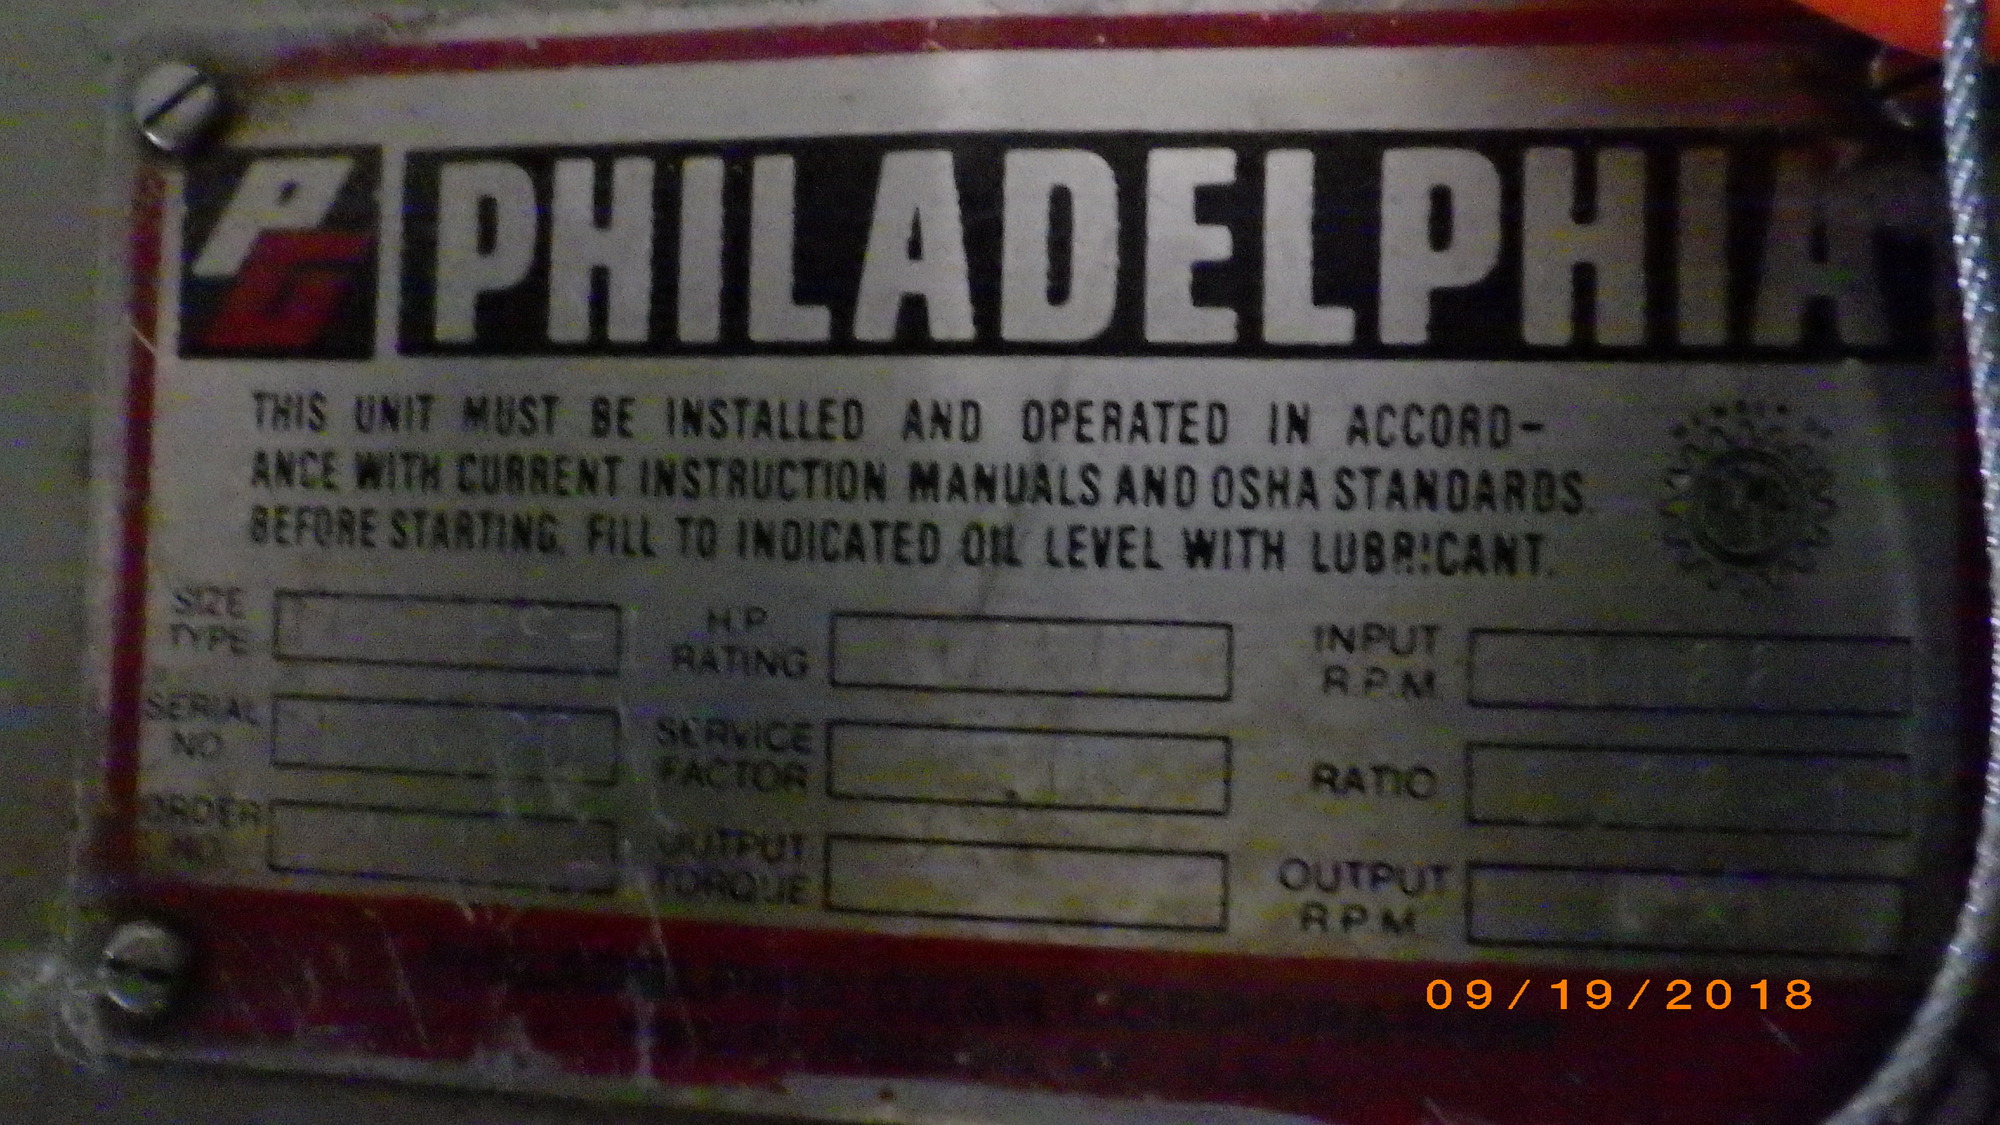 PG PHILADELPHIA
THIS UNIT MUST BE INSTALLED AND OPERATED IN ACCORD-
ANCE WITH CURRENT INSTRUCTION MANUALS AND OSHA STANDARDS.
BEFORE STARTING, FILL TO INDICATED OIL LEVEL WITH LUBRICANT.
SIZE
TYPE
H.P.
RATING
INPUT
R.P.M.
SERIAL
NO.
SERVICE
FACTOR
RATIO
ORDER
NO.
OUTPUT
TORQUE
OUTPUT
R.P.M.
09/19/2018